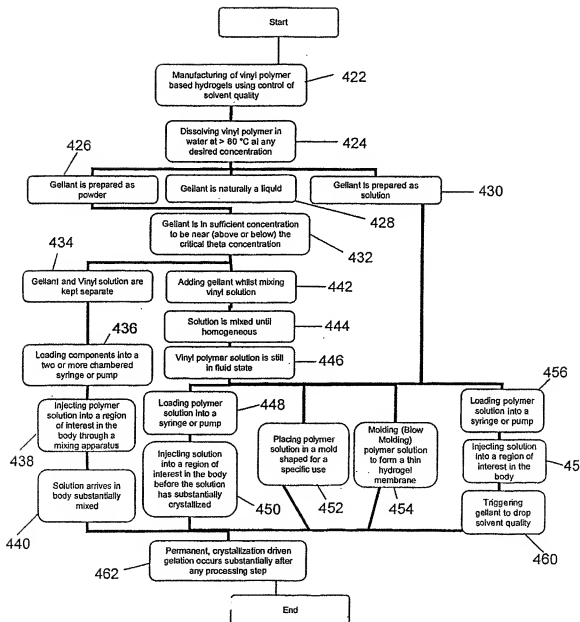 Start
Manufacturing of vinyl polymer
based hydrogels using control of
solvent quality
422
Dissolving vinyl polymer in
water at > 80 °C at any
desired concentration
424
426
Gellant is prepared as
powder
Gellant is naturally a liquid
428
Gellant is prepared as
solution
430
Gellant is in sufficient concentration
to be near (above or below) the
critical theta concentration
432
434
Gellant and Vinyl solution are
kept separate
Adding gellant whilst mixing
vinyl solution
442
Solution is mixed until
homogeneous
444
436
Loading components into a
two or more chambered
syringe or pump
Vinyl polymer solution is still
in fluid state
446
Injecting polymer
solution into a region
of interest in the body
through a
mixing apparatus
438
Solution arrives in
body substantially
mixed
440
Loading polymer
solution into a
syringe or pump
448
Injecting solution
into a region of
interest in the body
before the solution
has substantially
crystallized
450
Placing polymer
solution in a mold
shaped for a
specific use
452
Molding (Blow
Molding)
polymer solution
to form a thin
hydrogel
membrane
454
456
Loading polymer
solution into a
syringe or pump
Injecting solution
into a region of
interest in the
body
45
Triggering
gellant to drop
solvent quality
460
Permanent, crystallization driven
gelation occurs substantially after
any processing step
462
End